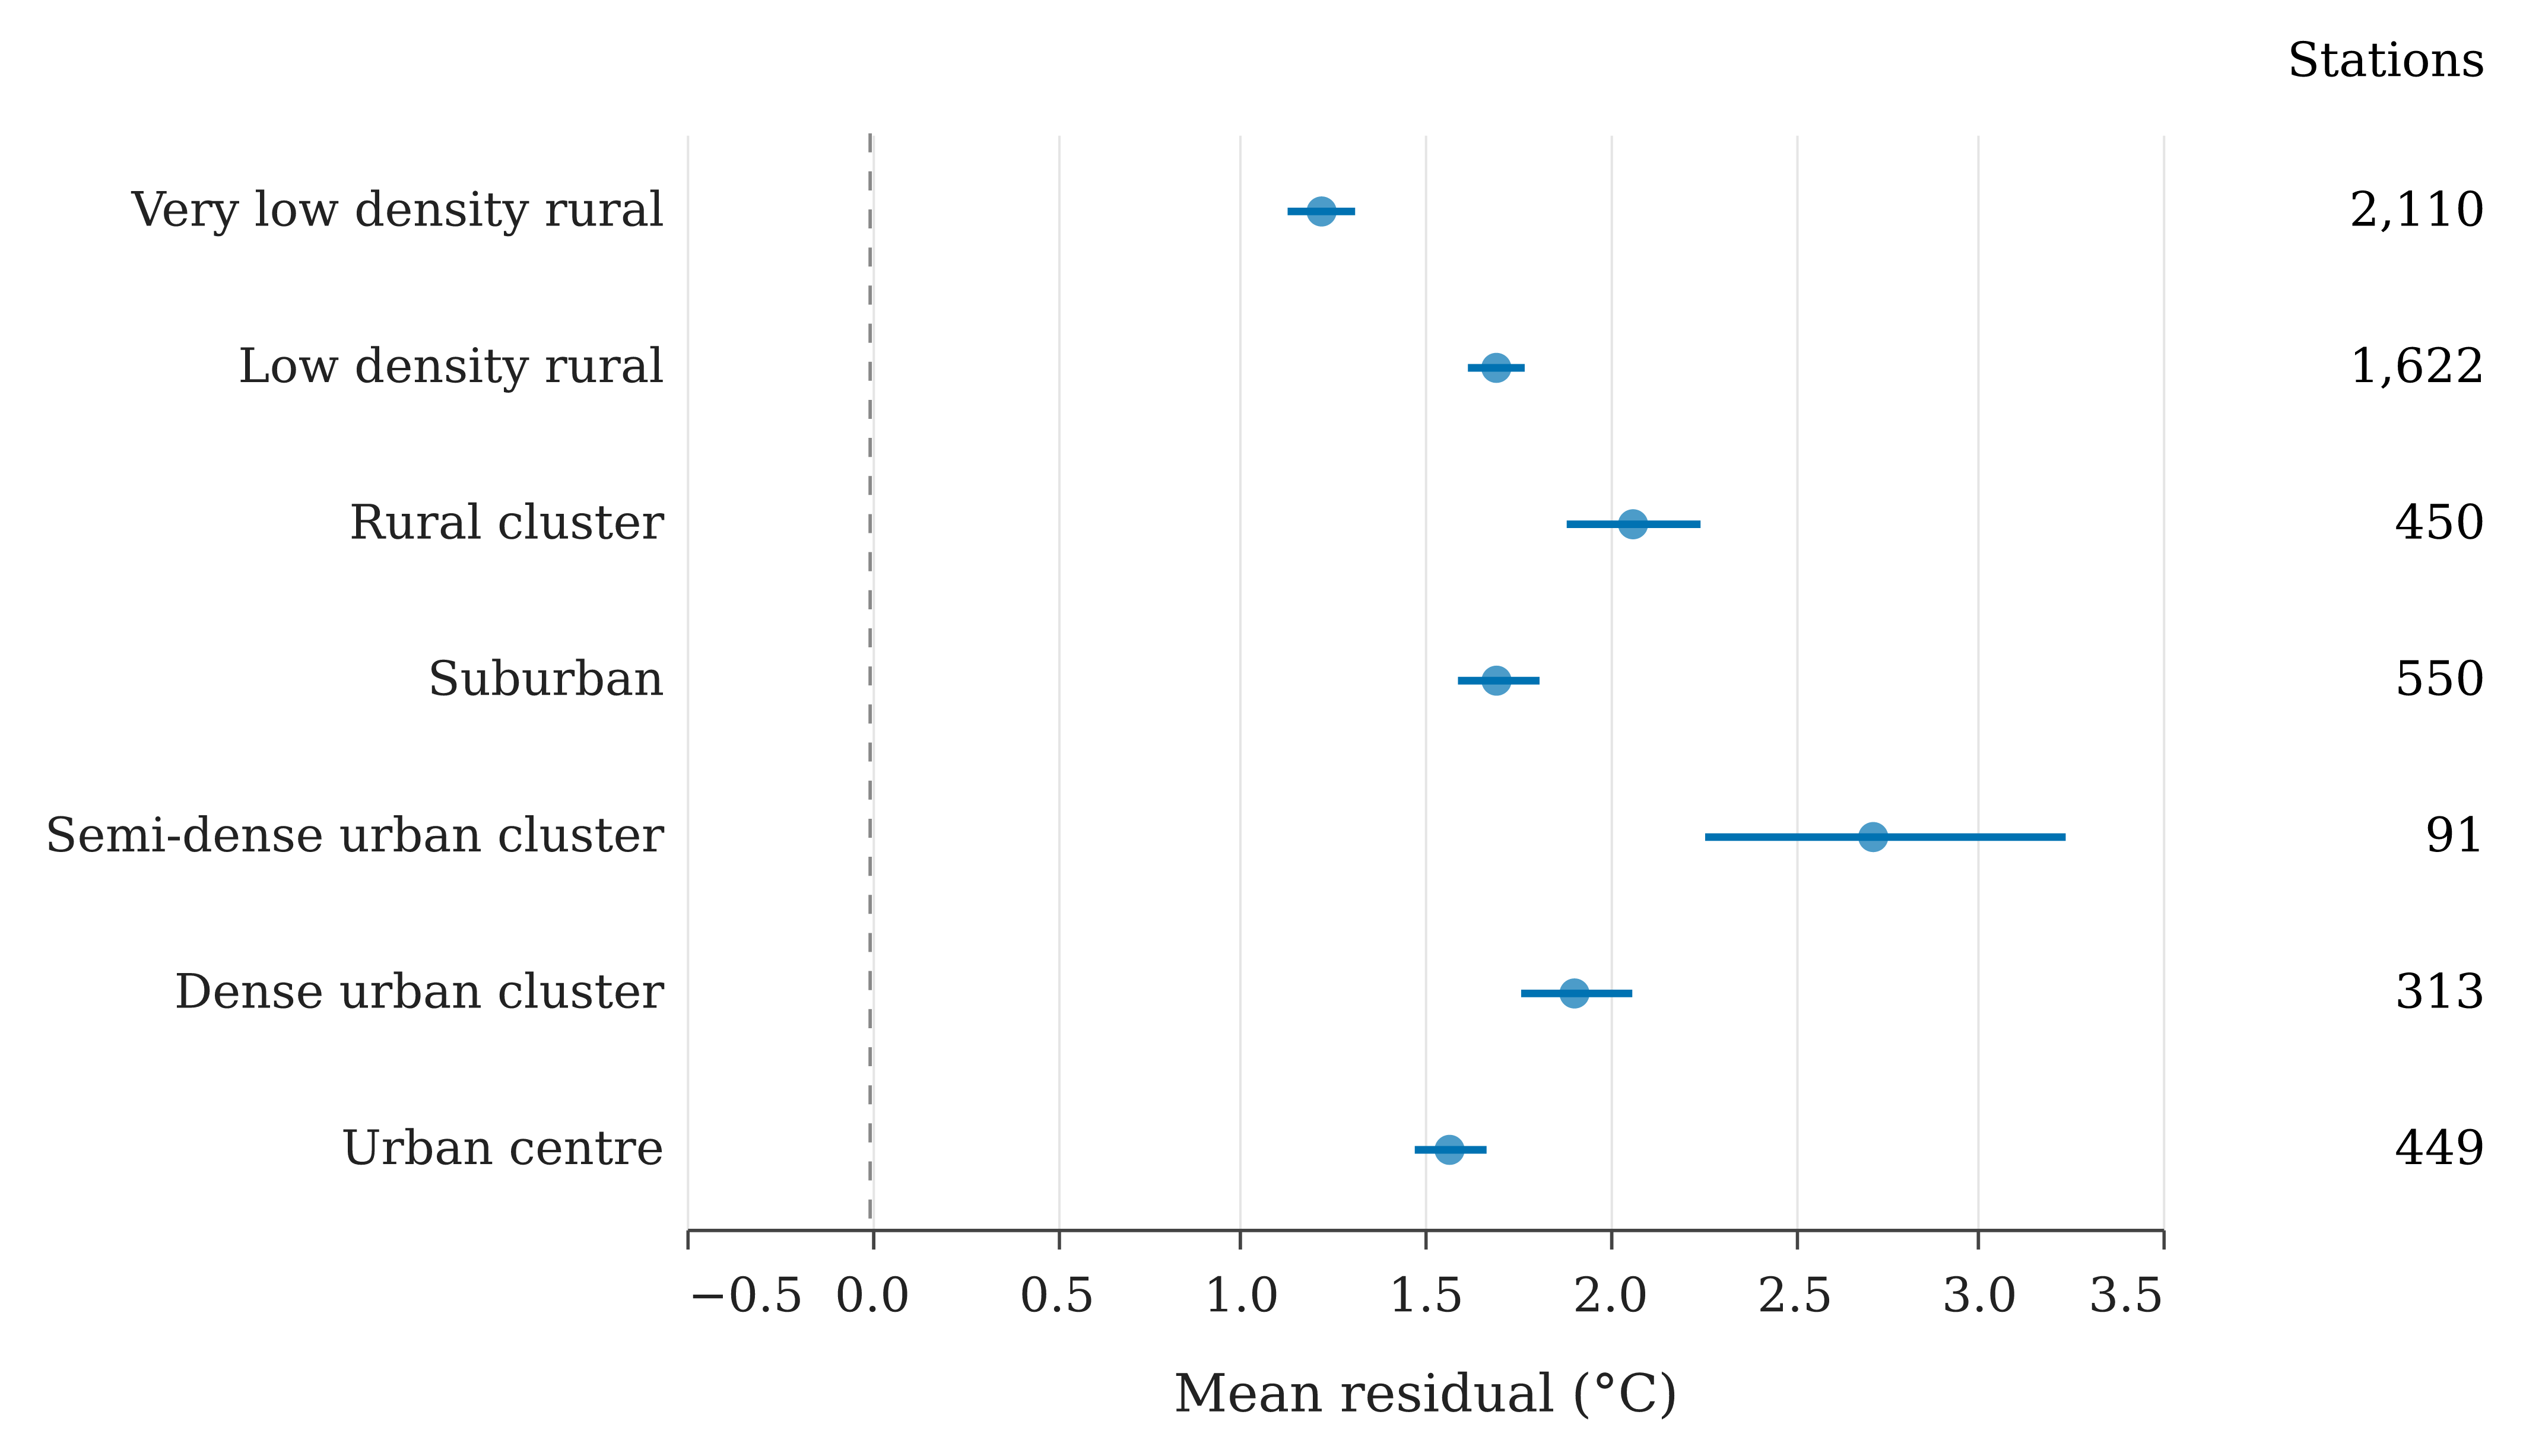 Stations
Very low density rural 2,110
Low density rural 1,622
Rural cluster 450
Suburban 550
Semi-dense urban cluster 91
Dense urban cluster 313
Urban centre 449
−0.5 0.0 0.5 1.0 1.5 2.0 2.5 3.0 3.5
Mean residual (°C)